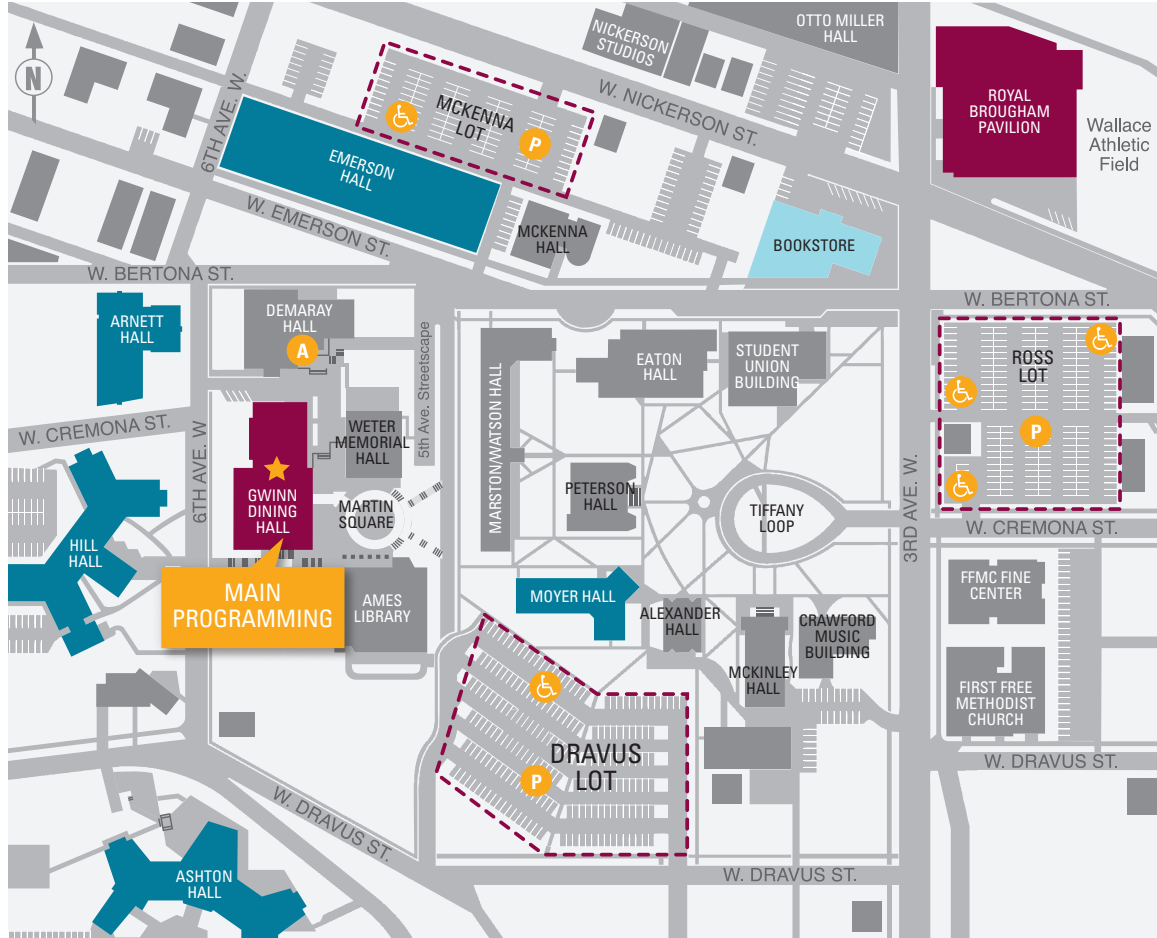 N
6TH AVE. W.
MCKENNA
LOT
P
EMERSON
HALL
W. EMERSON ST.
MCKENNA
HALL
NICKERSON
STUDIOS
W. NICKERSON ST.
OTTO MILLER
HALL
ROYAL
BROUGHAM
PAVILION
Wallace
Athletic
Field
BOOKSTORE
W. BERTONA ST.
W. BERTONA ST.
ARNETT
HALL
DEMARAY
HALL
A
5th Ave. Streetscape
MARSTON/WATSON HALL
EATON
HALL
STUDENT
UNION
BUILDING
ROSS
LOT
P
W. CREMONA ST.
6TH AVE. W
WETER
MEMORIAL
HALL
GWINN
DINING
HALL
MARTIN
SQUARE
PETERSON
HALL
TIFFANY
LOOP
3RD AVE. W.
W. CREMONA ST.
HILL
HALL
MAIN
PROGRAMMING
AMES
LIBRARY
MOYER HALL
ALEXANDER
HALL
MCKINLEY
HALL
CRAWFORD
MUSIC
BUILDING
FFMC FINE
CENTER
FIRST FREE
METHODIST
CHURCH
DRAVUS
LOT
P
W. DRAVUS ST.
W. DRAVUS ST.
W. DRAVUS ST.
ASHTON
HALL